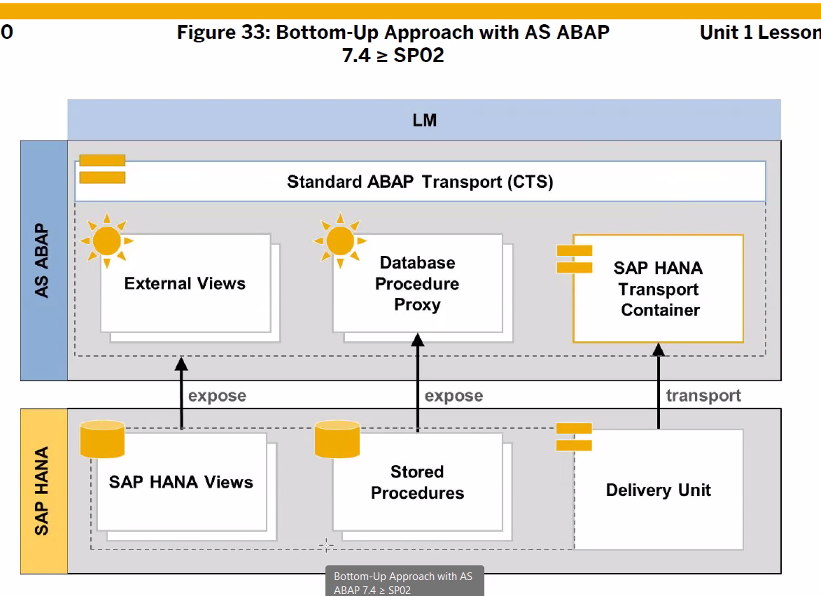 0
Figure 33: Bottom-Up Approach with AS ABAP
7.4 ≥ SP02
Unit 1 Lesson
LM
AS ABAP
Standard ABAP Transport (CTS)
External Views
Database
Procedure
Proxy
SAP HANA
Transport
Container
expose
expose
transport
SAP HANA
SAP HANA Views
Stored
Procedures
Delivery Unit
Bottom-Up Approach with AS
ABAP 7.4 ≥ SP02